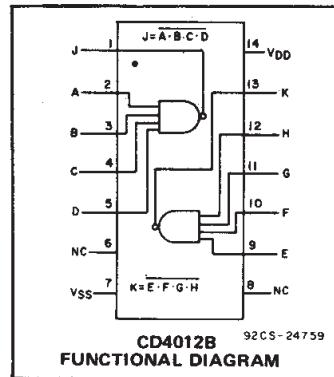 J=A·B·C·D
J 1
14 VDD
A 2
13 K
B 3
12 H
C 4
11 G
D 5
10 F
NC 6
9 E
VSS 7
8 NC
K=E·F·G·H
92CS-24759
CD4012B
FUNCTIONAL DIAGRAM